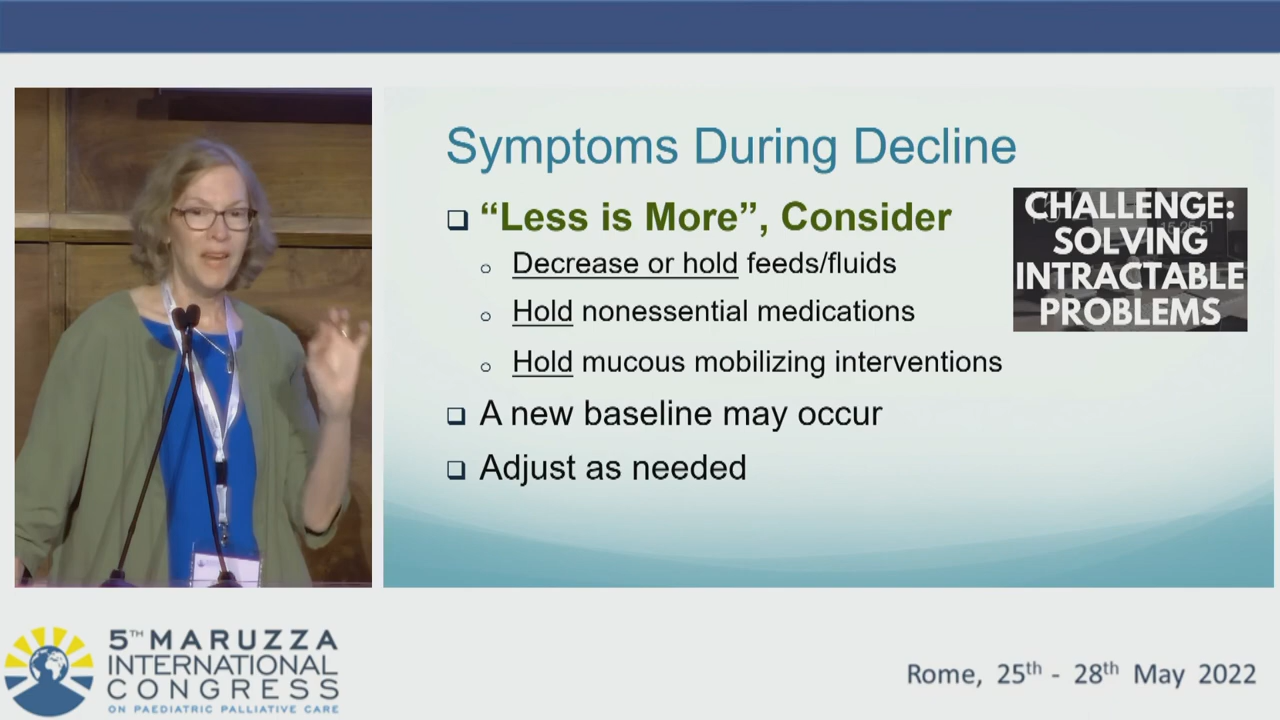 Symptoms During Decline
❑ “Less is More”, Consider
○ Decrease or hold feeds/fluids
○ Hold nonessential medications
○ Hold mucous mobilizing interventions
❑ A new baseline may occur
❑ Adjust as needed
CHALLENGE:
SOLVING
INTRACTABLE
PROBLEMS
5TH MARUZZA
INTERNATIONAL
CONGRESS
ON PAEDIATRIC PALLIATIVE CARE
Rome, 25th - 28th May 2022